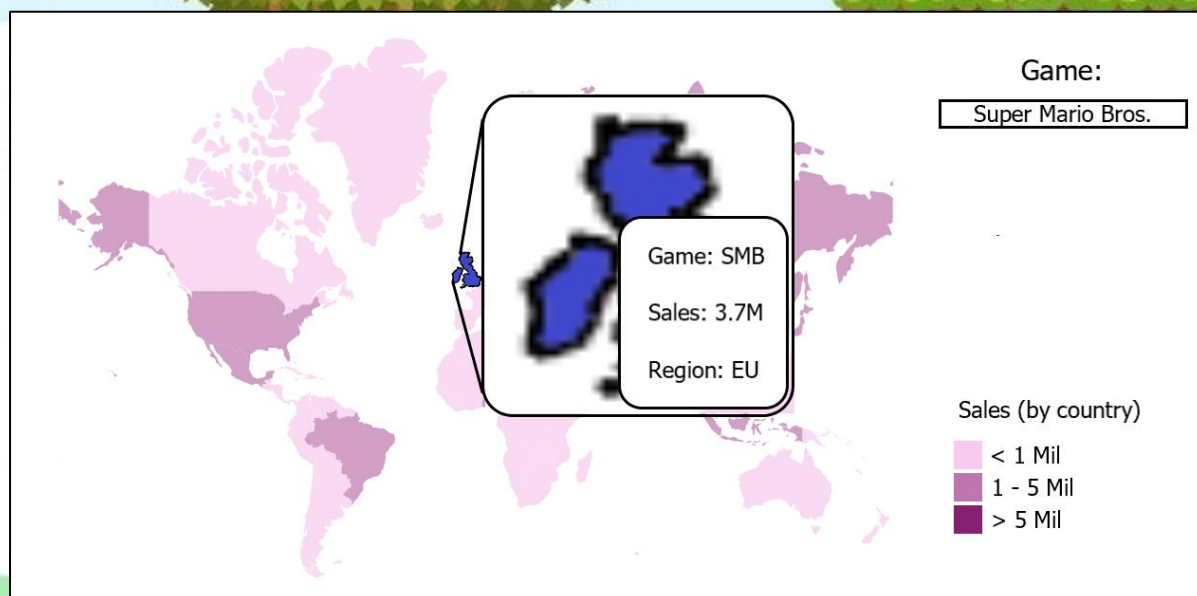 Game:
Super Mario Bros.
Game: SMB
Sales: 3.7M
Region: EU
Sales (by country)
< 1 Mil
1 - 5 Mil
> 5 Mil